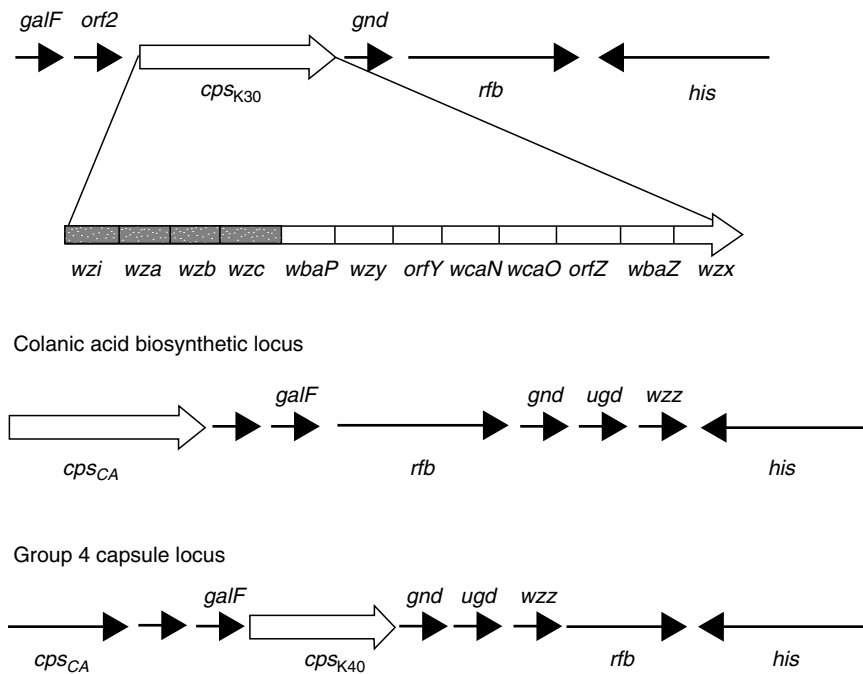 galF orf2 gnd
cpsK30 rfb his
wzi wza wzb wzc wbaP wzy orfY wcaN wcaO orfZ wbaZ wzx
Colanic acid biosynthetic locus
galF gnd ugd wzz
cpsCA rfb his
Group 4 capsule locus
galF gnd ugd wzz
cpsCA cpsK40 rfb his